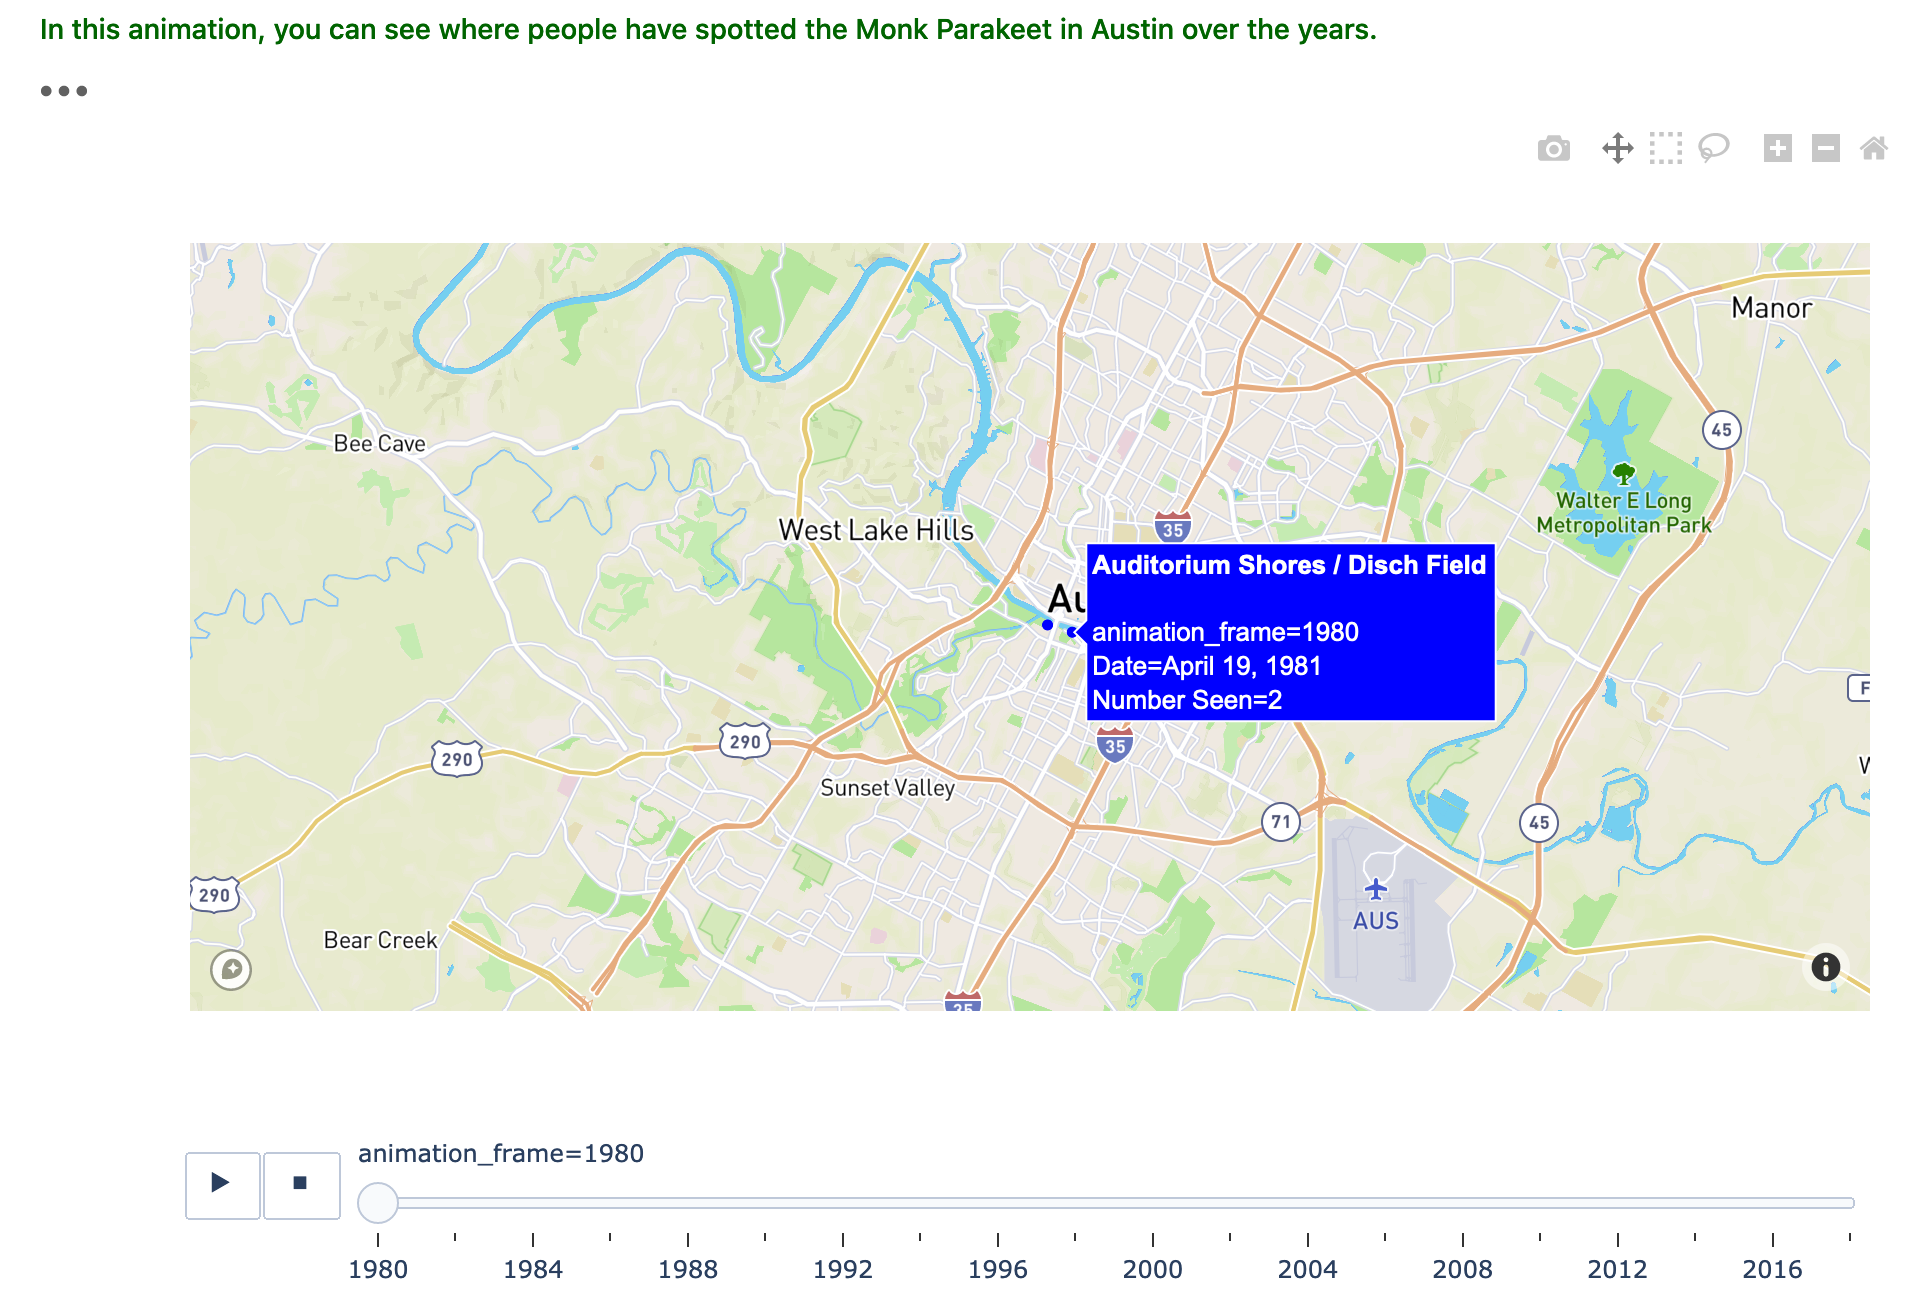 In this animation, you can see where people have spotted the Monk Parakeet in Austin over the years.
Manor
45
Bee Cave
Walter E Long
Metropolitan Park
West Lake Hills
35
Auditorium Shores / Disch Field
Au
animation_frame=1980
Date=April 19, 1981
Number Seen=2
F
290
290
35
W
Sunset Valley
71
45
290
AUS
Bear Creek
35
animation_frame=1980
1980 1984 1988 1992 1996 2000 2004 2008 2012 2016